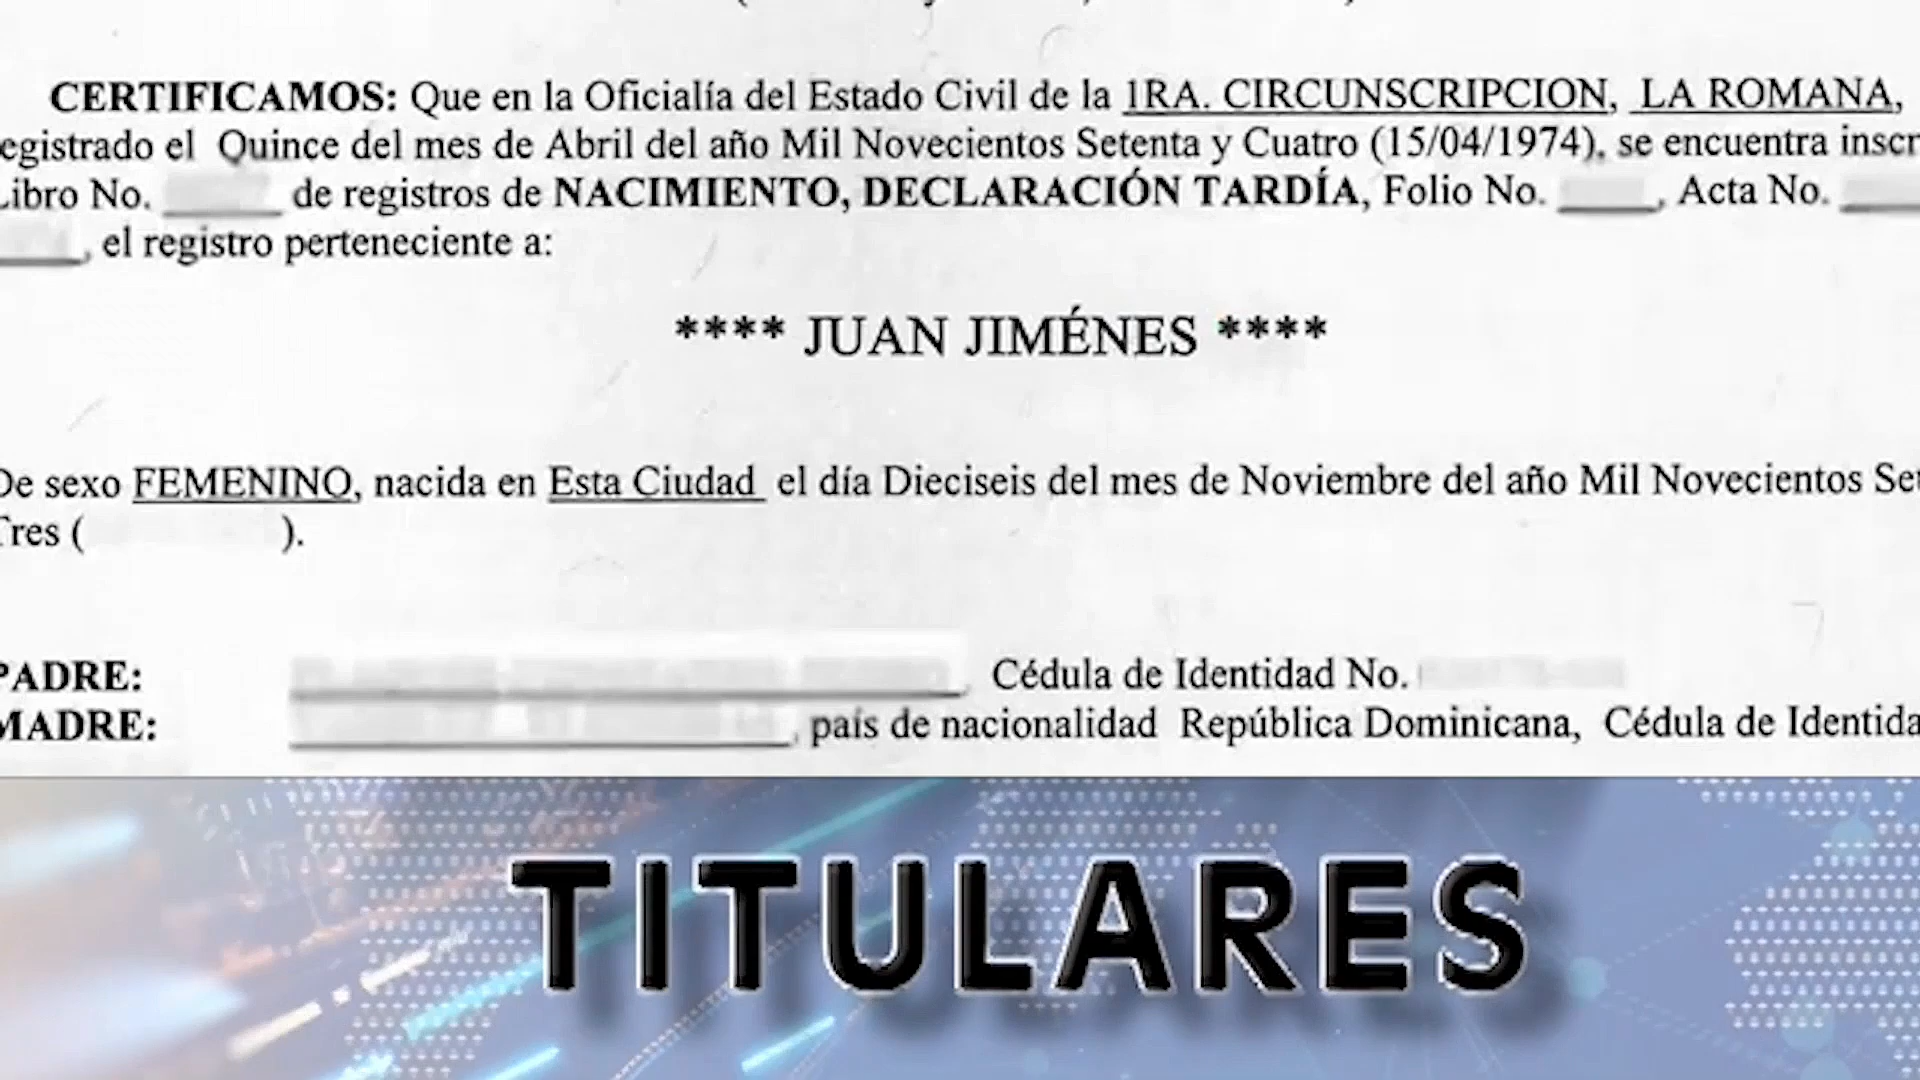 CERTIFICAMOS: Que en la Oficialía del Estado Civil de la 1RA. CIRCUNSCRIPCION, LA ROMANA,
egistrado el Quince del mes de Abril del año Mil Novecientos Setenta y Cuatro (15/04/1974), se encuentra inscr
Libro No. de registros de NACIMIENTO, DECLARACIÓN TARDÍA, Folio No. , Acta No.
, el registro perteneciente a:
**** JUAN JIMÉNES ****
De sexo FEMENINO, nacida en Esta Ciudad el día Dieciseis del mes de Noviembre del año Mil Novecientos Set
Tres ( ).
PADRE: Cédula de Identidad No.
MADRE: , país de nacionalidad República Dominicana, Cédula de Identida
TITULARES